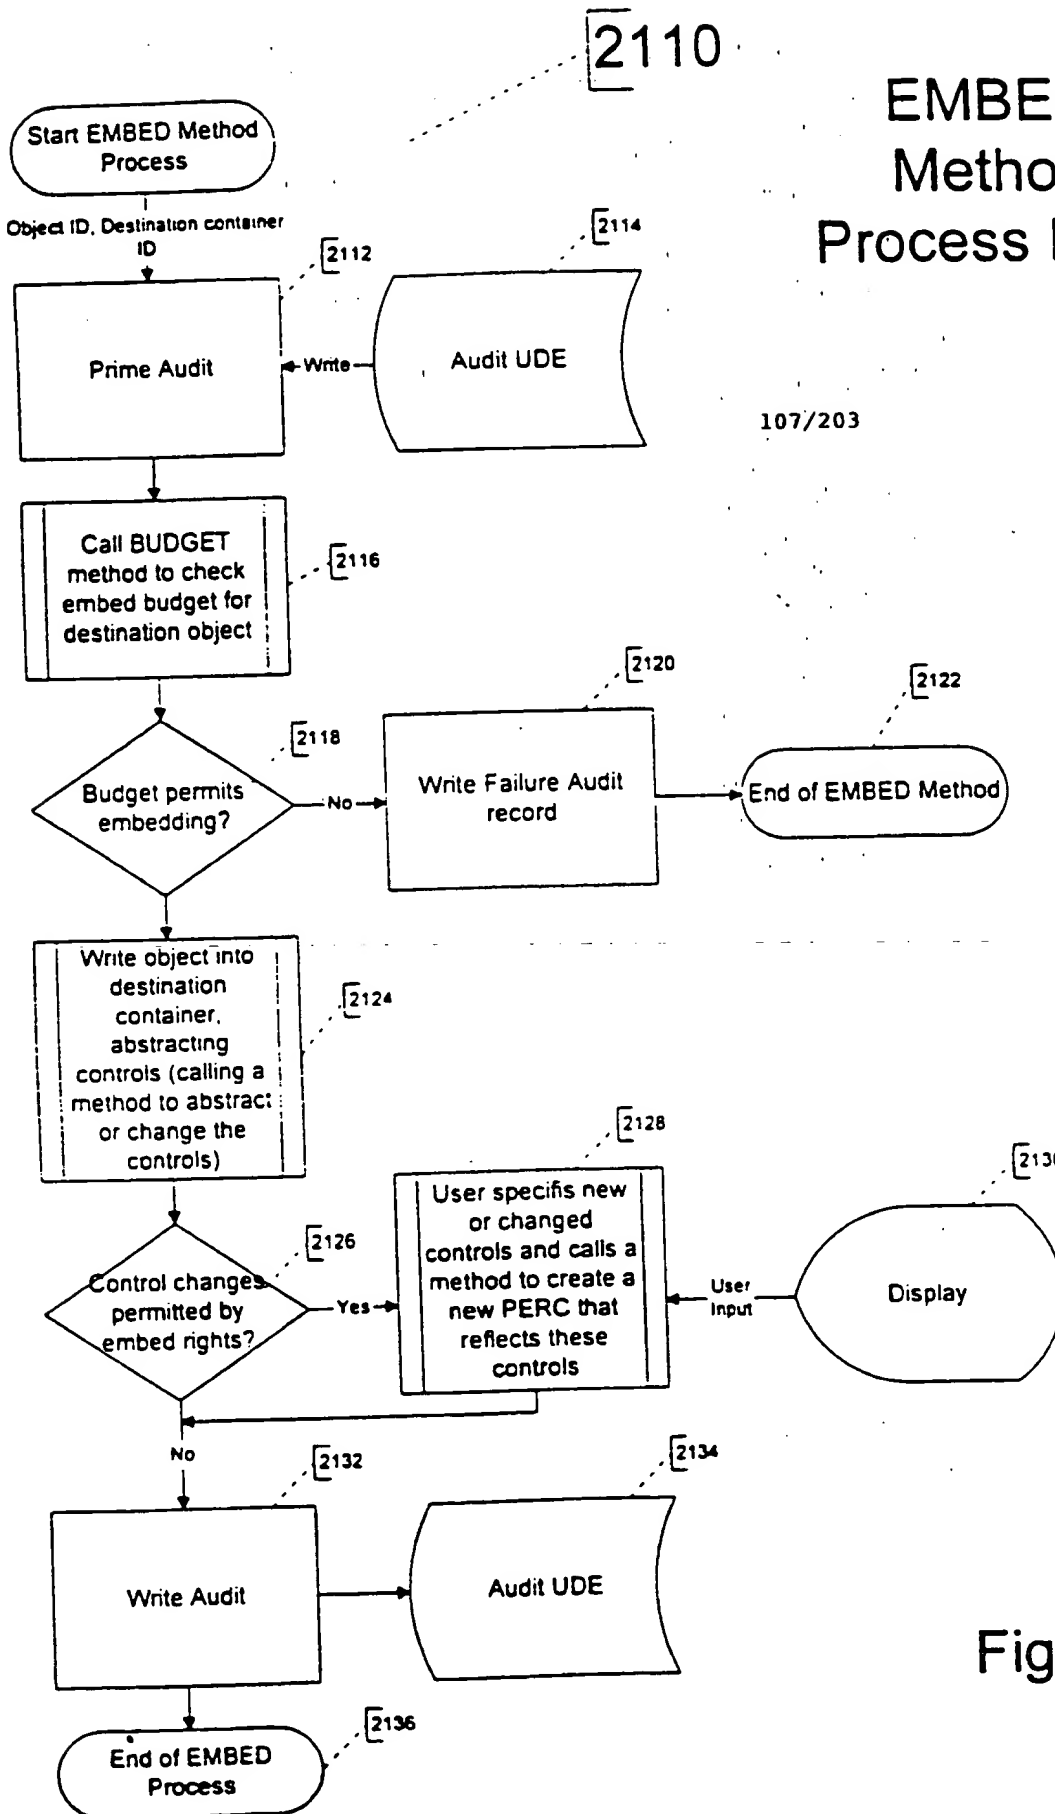 2110
EMBE
Metho
Process
Start EMBED Method
Process
Object ID, Destination container
ID
2112
2114
Prime Audit
Write
Audit UDE
107/203
Call BUDGET
method to check
embed budget for
destination object
2116
2118
2120
2122
Budget permits
embedding?
No
Write Failure Audit
record
End of EMBED Method
Write object into
destination
container,
abstracting
controls (calling a
method to abstract
or change the
controls)
2124
2126
2128
Control changes
permitted by
embed rights?
Yes
User specifis new
or changed
controls and calls a
method to create a
new PERC that
reflects these
controls
User
Input
Display
No
2132
2134
Write Audit
Audit UDE
Fig
2136
End of EMBED
Process